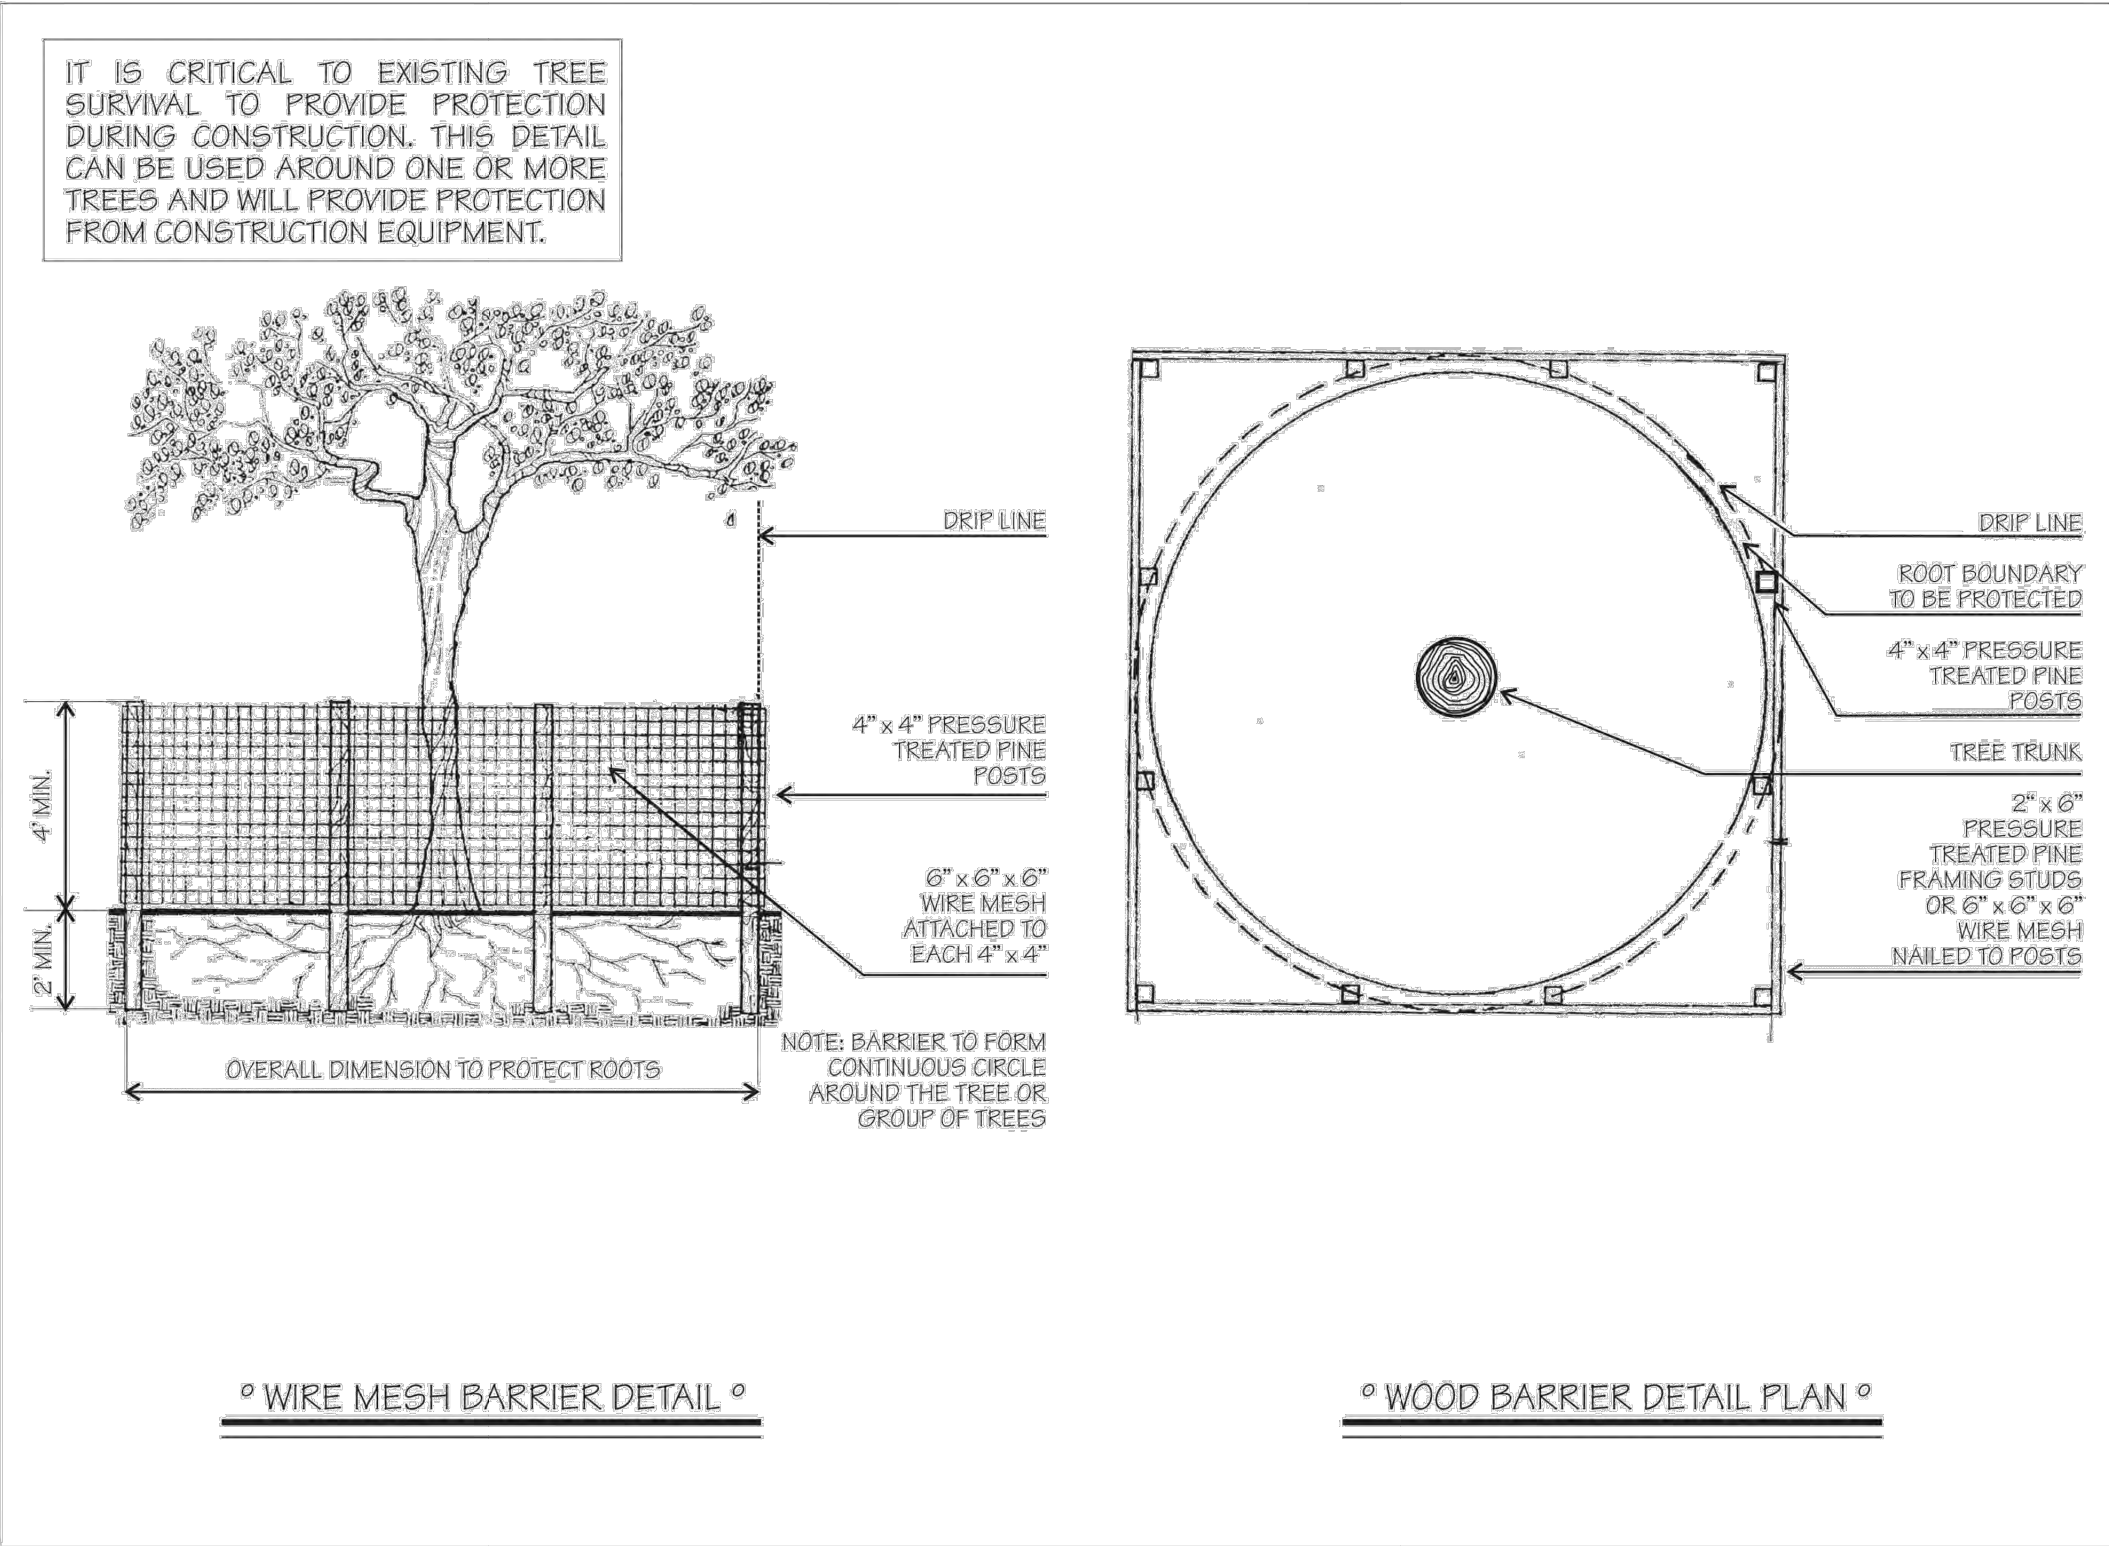 IT IS CRITICAL TO EXISTING TREE
SURVIVAL TO PROVIDE PROTECTION
DURING CONSTRUCTION. THIS DETAIL
CAN BE USED AROUND ONE OR MORE
TREES AND WILL PROVIDE PROTECTION
FROM CONSTRUCTION EQUIPMENT.
DRIP LINE
4" x 4" PRESSURE
TREATED PINE
POSTS
4' MIN.
6" x 6" x 6"
WIRE MESH
ATTACHED TO
EACH 4" x 4"
2' MIN.
OVERALL DIMENSION TO PROTECT ROOTS
NOTE: BARRIER TO FORM
CONTINUOUS CIRCLE
AROUND THE TREE OR
GROUP OF TREES
° WIRE MESH BARRIER DETAIL °
DRIP LINE
ROOT BOUNDARY
TO BE PROTECTED
4" x 4" PRESSURE
TREATED PINE
POSTS
TREE TRUNK
2" x 6"
PRESSURE
TREATED PINE
FRAMING STUDS
OR 6" x 6" x 6"
WIRE MESH
NAILED TO POSTS
° WOOD BARRIER DETAIL PLAN °